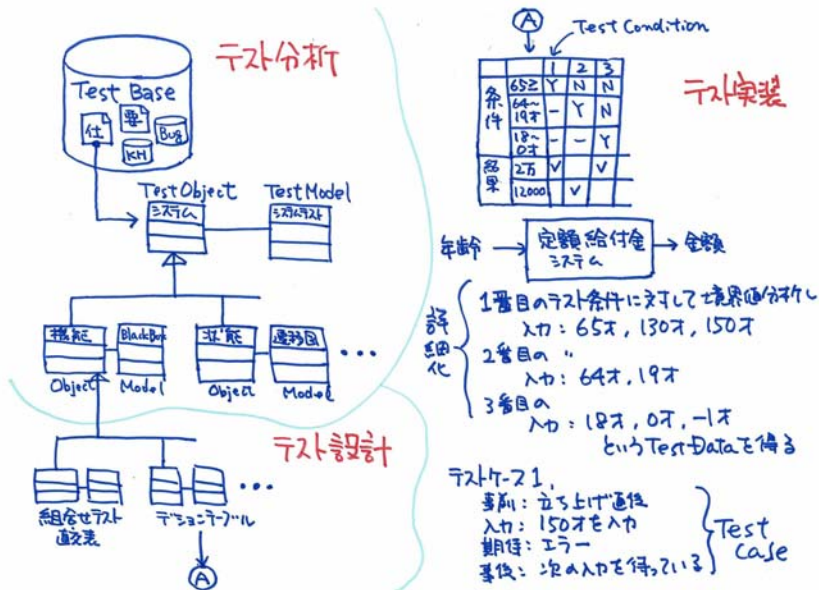 テスト分析
Test Base
仕
要
Bug
KH
TestObject
システム
TestModel
システムテスト
機能
Object
BlackBox
Model
状態
Object
遷移図
Model
・・・
テスト設計
組合せテスト
直交表
デシジョンテーブル
・・・
A
A
Test Condition
テスト実装
1 2 3
条件
65≧ Y N N
64~19才 - Y N
18~0才 - - Y
結果
2万 ✓ ✓
12000 ✓
年齢
定額給付金
システム
金額
詳細化
1番目のテスト条件に対して境界値分析し
入力: 65才, 130才, 150才
2番目の 〃
入力: 64才, 19才
3番目の
入力: 18才, 0才, -1才
というTestDataを得る
テストケース1,
事前: 立ち上げ直後
入力: 150才を入力
期待: エラー
事後: 次の入力を待っている
Test
Case